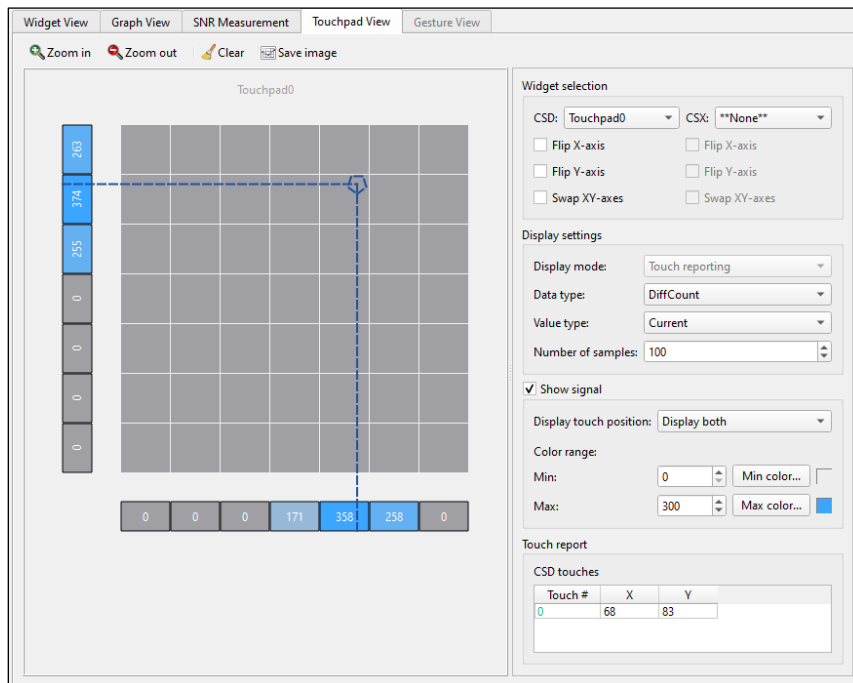 Widget View Graph View SNR Measurement Touchpad View Gesture View
Zoom in Zoom out Clear Save image
Touchpad0
263
374
255
0
0
0
0
0 0 0 171 358 258 0
Widget selection
CSD: Touchpad0 CSX: **None**
Flip X-axis Flip X-axis
Flip Y-axis Flip Y-axis
Swap XY-axes Swap XY-axes
Display settings
Display mode: Touch reporting
Data type: DiffCount
Value type: Current
Number of samples: 100
Show signal
Display touch position: Display both
Color range:
Min: 0 Min color...
Max: 300 Max color...
Touch report
CSD touches
Touch # X Y
0 68 83